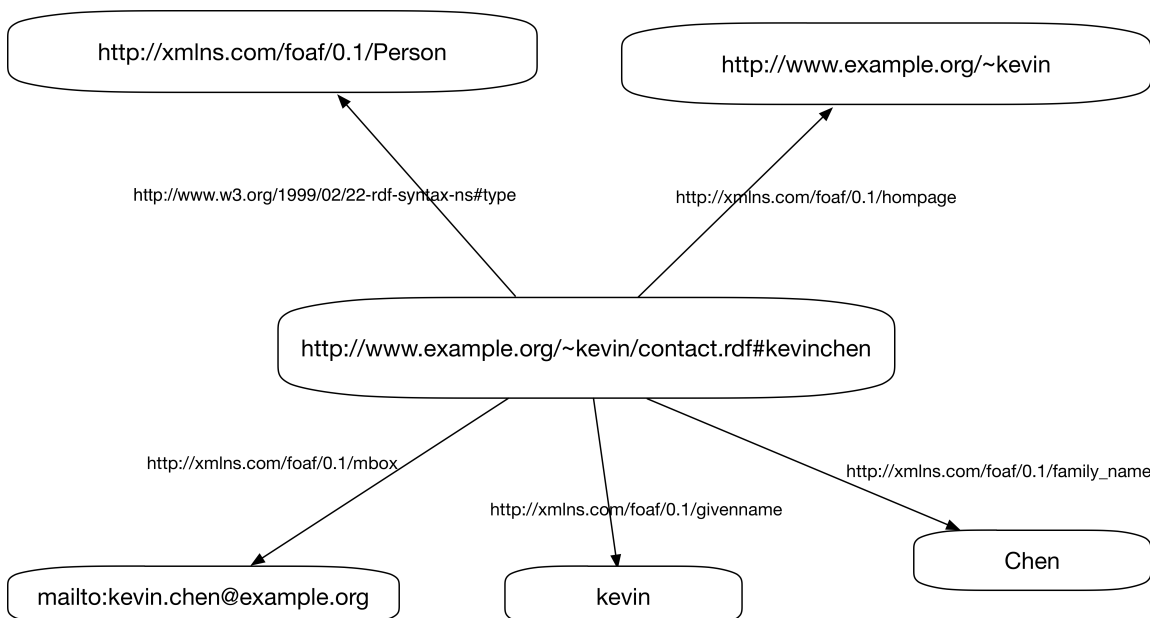 http://xmlns.com/foaf/0.1/Person
http://www.example.org/~kevin
http://www.w3.org/1999/02/22-rdf-syntax-ns#type
http://xmlns.com/foaf/0.1/hompage
http://www.example.org/~kevin/contact.rdf#kevinchen
http://xmlns.com/foaf/0.1/mbox
http://xmlns.com/foaf/0.1/family_name
http://xmlns.com/foaf/0.1/givenname
Chen
mailto:kevin.chen@example.org
kevin